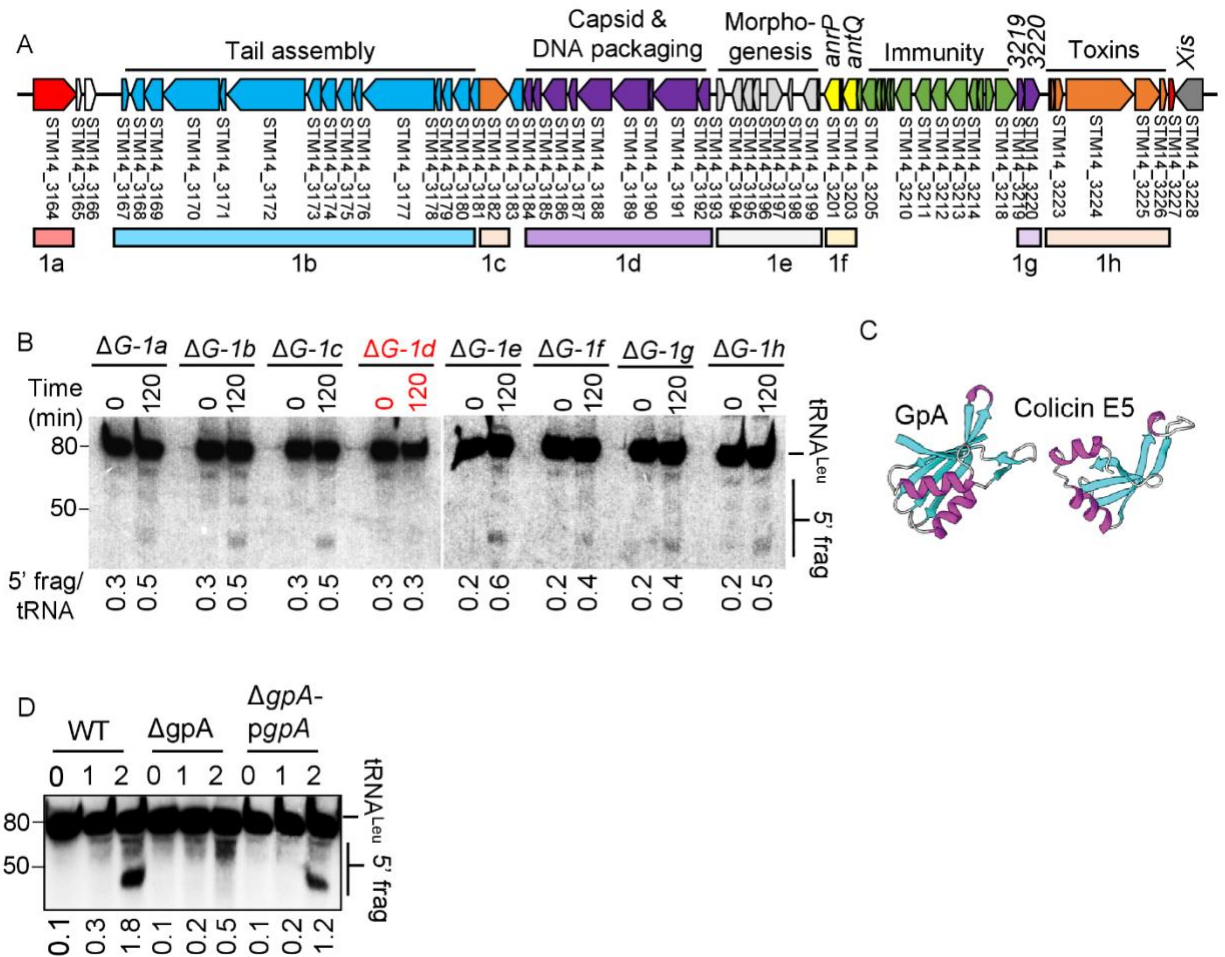 A
Tail assembly
Capsid &
DNA packaging
Morpho-
genesis
PnrP
QtnA
Immunity
3219
3220
Toxins
Xis
STM14_3164
STM14_3165
STM14_3166
STM14_3167
STM14_3168
STM14_3169
STM14_3170
STM14_3171
STM14_3172
STM14_3173
STM14_3174
STM14_3175
STM14_3176
STM14_3177
STM14_3178
STM14_3179
STM14_3180
STM14_3181
STM14_3182
STM14_3183
STM14_3184
STM14_3185
STM14_3186
STM14_3187
STM14_3188
STM14_3189
STM14_3190
STM14_3191
STM14_3192
STM14_3193
STM14_3194
STM14_3195
STM14_3196
STM14_3197
STM14_3198
STM14_3199
STM14_3201
STM14_3203
STM14_3205
STM14_3210
STM14_3211
STM14_3212
STM14_3213
STM14_3214
STM14_3218
STM14_3219
STM14_3220
STM14_3223
STM14_3224
STM14_3225
STM14_3226
STM14_3227
STM14_3228
1a 1b 1c 1d 1e 1f 1g 1h
B
ΔG-1a ΔG-1b ΔG-1c ΔG-1d ΔG-1e ΔG-1f ΔG-1g ΔG-1h
Time
(min)
0 120 0 120 0 120 0 120 0 120 0 120 0 120 0 120
80
50
tRNALeu
5' frag
5' frag/
tRNA
0.3 0.5 0.3 0.5 0.3 0.5 0.3 0.3 0.2 0.6 0.2 0.4 0.2 0.4 0.2 0.5
C
GpA
Colicin E5
D
WT ΔgpA ΔgpA-
pgpA
0 1 2 0 1 2 0 1 2
80
50
tRNALeu
5' frag
0.1 0.3 1.8 0.1 0.2 0.5 0.1 0.2 1.2